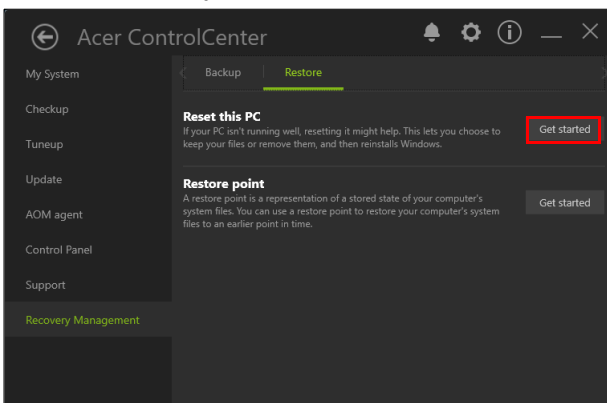 Acer ControlCenter
My System
Checkup
Tuneup
Update
AOM agent
Control Panel
Support
Recovery Management
Backup
Restore
Reset this PC
If your PC isn't running well, resetting it might help. This lets you choose to
keep your files or remove them, and then reinstalls Windows.
Get started
Restore point
A restore point is a representation of a stored state of your computer's
system files. You can use a restore point to restore your computer's system
files to an earlier point in time.
Get started